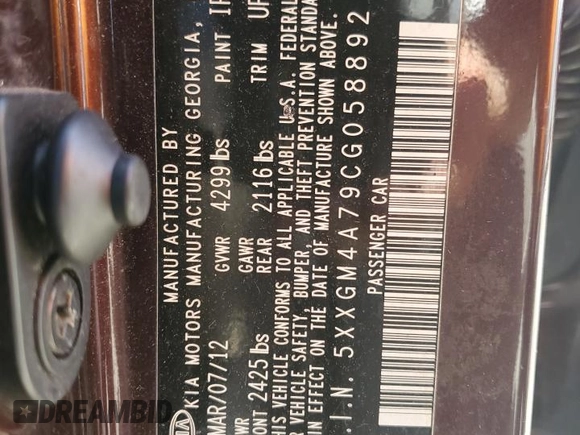 MANUFACTURED BY
KIA MOTORS MANUFACTURING GEORGIA,
MAR/07/12 GVWR 4299 lbs PAINT
GAWR
ONT 2425 lbs REAR 2116 lbs TRIM
THIS VEHICLE CONFORMS TO ALL APPLICABLE U.S.A. FEDERAL
VEHICLE SAFETY, BUMPER, AND THEFT PREVENTION STANDA
IN EFFECT ON THE DATE OF MANUFACTURE SHOWN ABOVE.
.I.N. 5XXGM4A79CG058892
PASSENGER CAR
KIA
DREAMBID